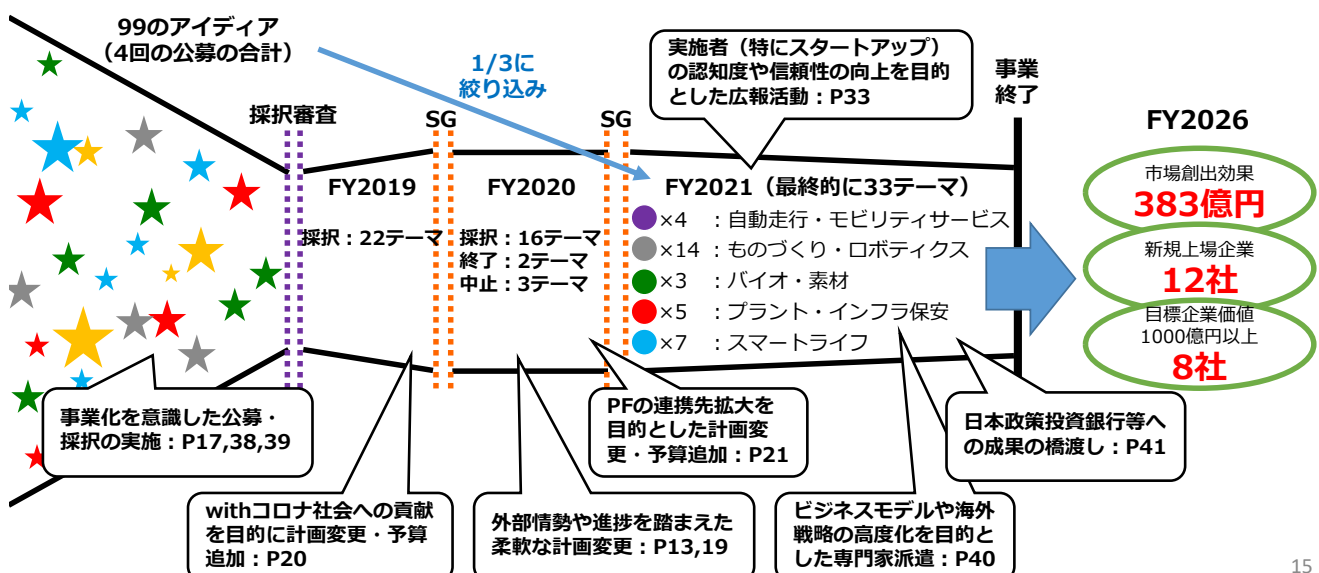 99のアイディア
（4回の公募の合計）
1/3に
絞り込み
実施者（特にスタートアップ）
の認知度や信頼性の向上を目的
とした広報活動：P33
事業
終了
採択審査
SG
SG
FY2026
FY2019
FY2020
FY2021（最終的に33テーマ）
採択：22テーマ
採択：16テーマ
終了：2テーマ
中止：3テーマ
×4 ：自動走行・モビリティサービス
×14 ：ものづくり・ロボティクス
×3 ：バイオ・素材
×5 ：プラント・インフラ保安
×7 ：スマートライフ
市場創出効果
383億円
新規上場企業
12社
目標企業価値
1000億円以上
8社
事業化を意識した公募・
採択の実施：P17,38,39
PFの連携先拡大を
目的とした計画変
更・予算追加：P21
日本政策投資銀行等へ
の成果の橋渡し：P41
withコロナ社会への貢献
を目的に計画変更・予算
追加：P20
外部情勢や進捗を踏まえた
柔軟な計画変更：P13,19
ビジネスモデルや海外
戦略の高度化を目的と
した専門家派遣：P40
15